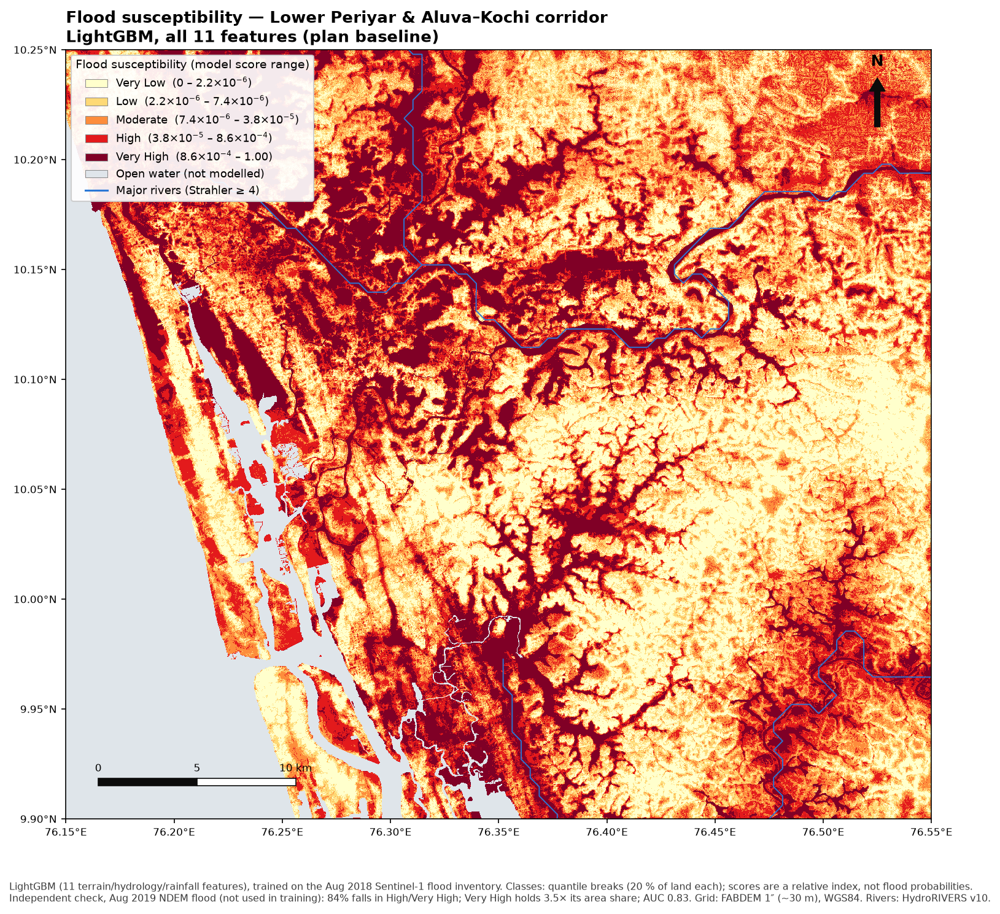 Flood susceptibility — Lower Periyar & Aluva–Kochi corridor
LightGBM, all 11 features (plan baseline)
Flood susceptibility (model score range)
Very Low (0 – 2.2×10⁻⁶)
Low (2.2×10⁻⁶ – 7.4×10⁻⁶)
Moderate (7.4×10⁻⁶ – 3.8×10⁻⁵)
High (3.8×10⁻⁵ – 8.6×10⁻⁴)
Very High (8.6×10⁻⁴ – 1.00)
Open water (not modelled)
Major rivers (Strahler ≥ 4)
N
10.25°N
10.20°N
10.15°N
10.10°N
10.05°N
10.00°N
9.95°N
9.90°N
0 5 10 km
76.15°E 76.20°E 76.25°E 76.30°E 76.35°E 76.40°E 76.45°E 76.50°E 76.55°E
LightGBM (11 terrain/hydrology/rainfall features), trained on the Aug 2018 Sentinel-1 flood inventory. Classes: quantile breaks (20 % of land each); scores are a relative index, not flood probabilities.
Independent check, Aug 2019 NDEM flood (not used in training): 84% falls in High/Very High; Very High holds 3.5× its area share; AUC 0.83. Grid: FABDEM 1″ (~30 m), WGS84. Rivers: HydroRIVERS v10.